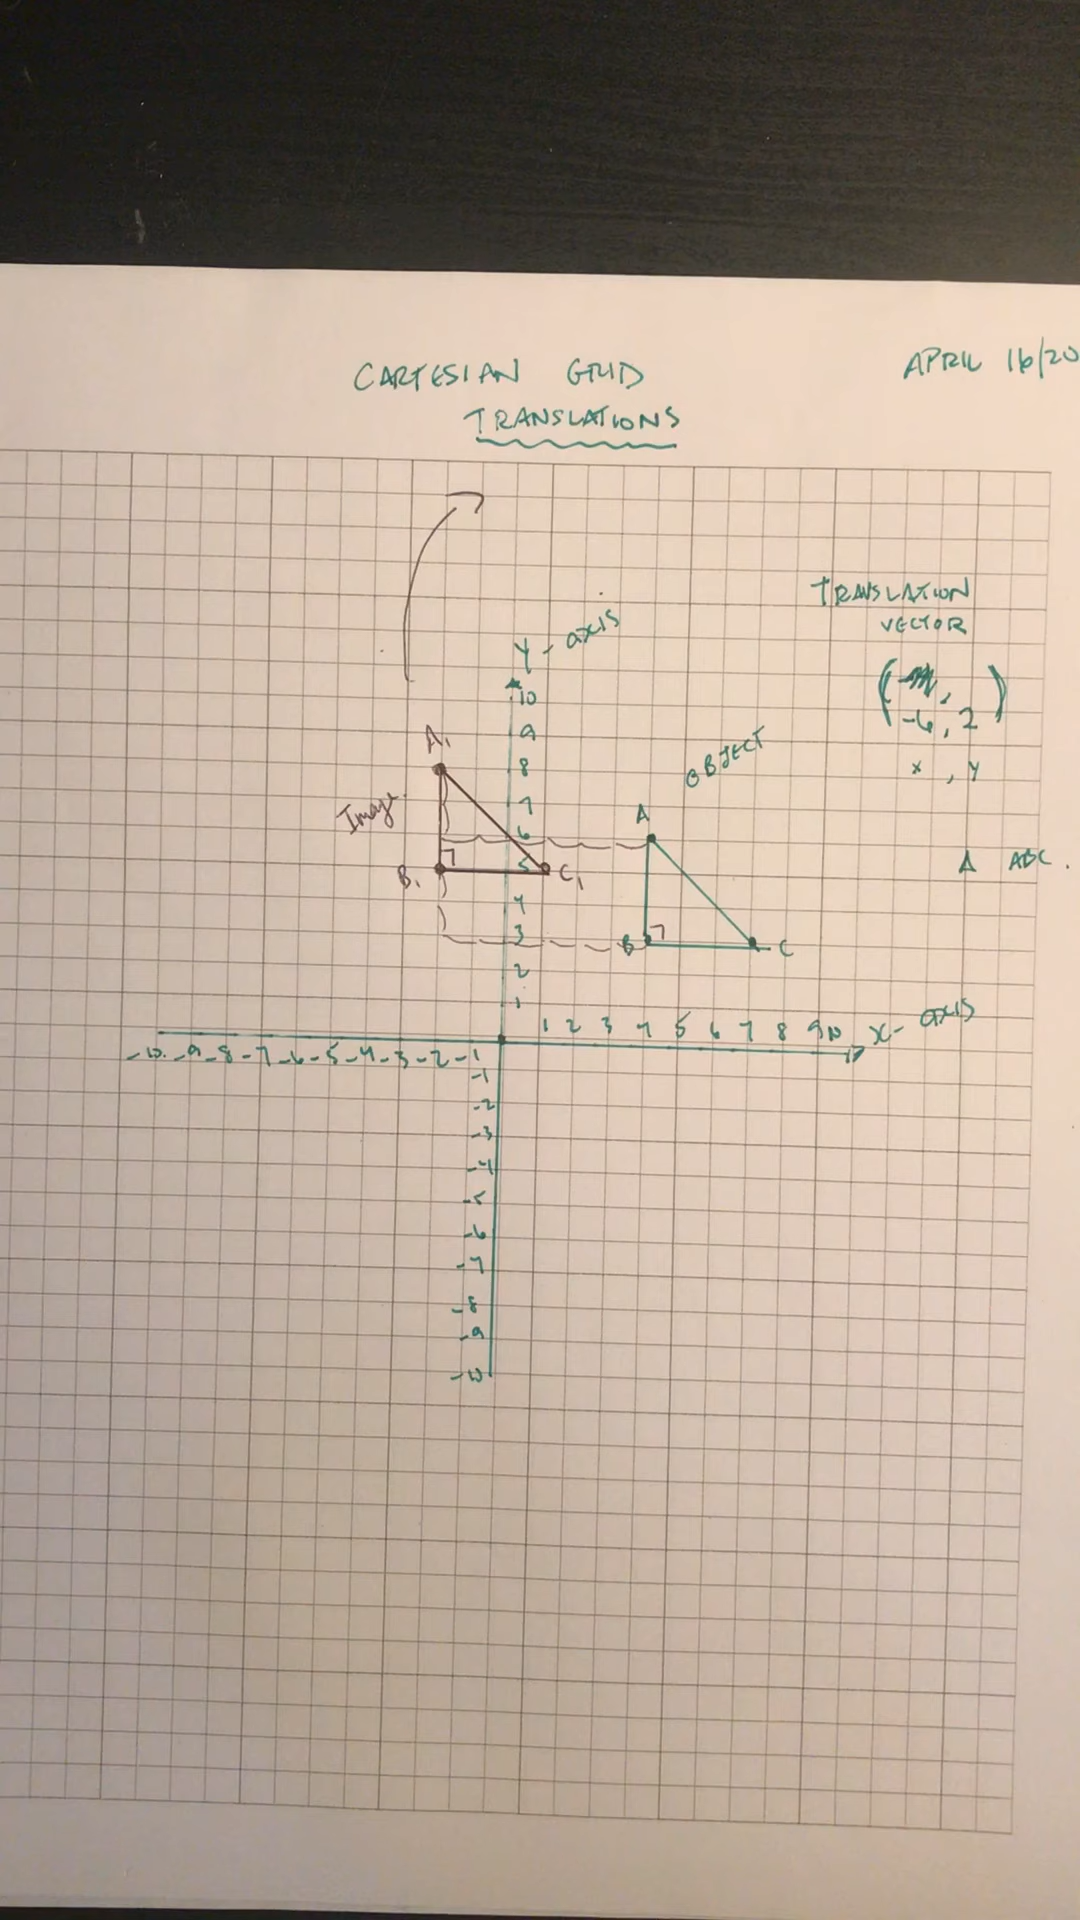 CARTESIAN GRID
TRANSLATIONS
APRIL 16/20
TRANSLATION
VECTOR
-6, 2
x , y
Δ ABC.
Y - axis
10
9
8
7
6
5
4
3
2
1
A1
Image
B1
C1
OBJECT
A
B
C
1 2 3 4 5 6 7 8 9 10 x- axis
-10 -9 -8 -7 -6 -5 -4 -3 -2 -1
-1
-2
-3
-4
-5
-6
-7
-8
-9
-10